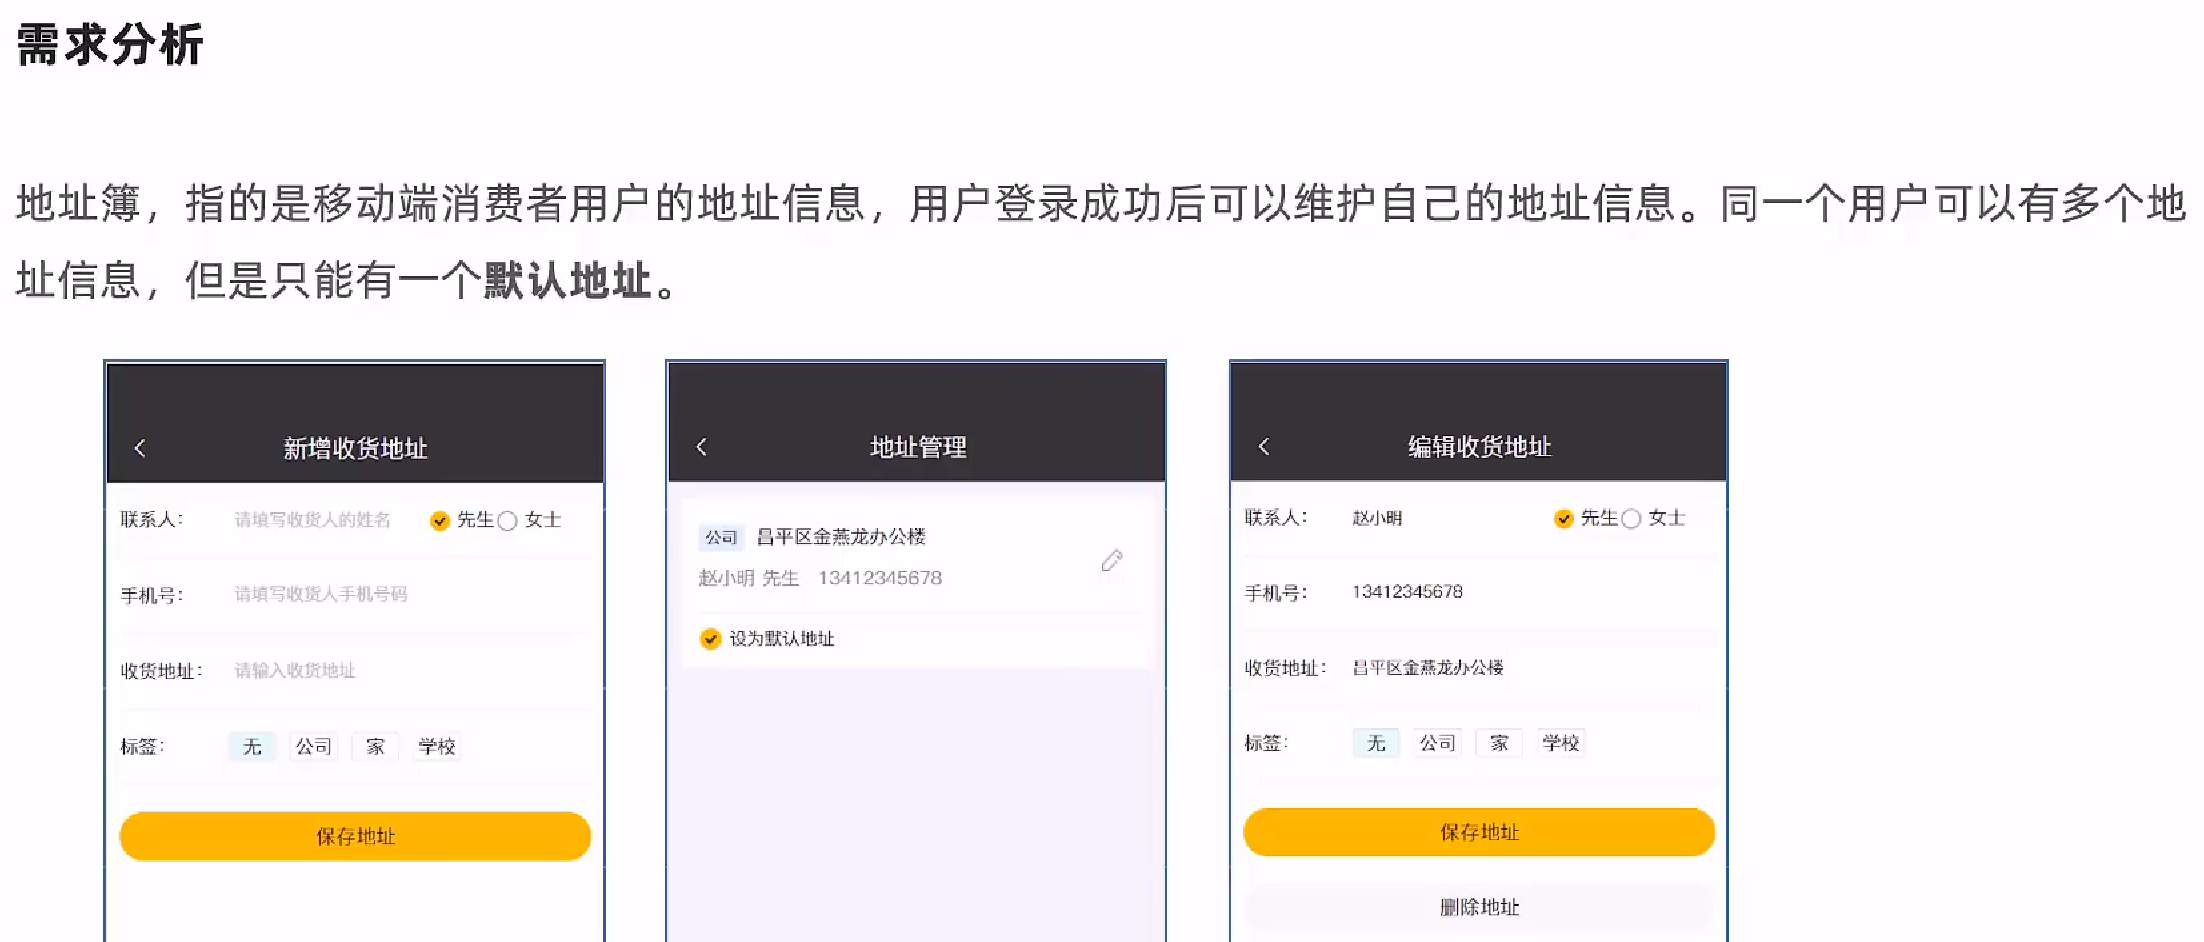 需求分析
地址簿，指的是移动端消费者用户的地址信息，用户登录成功后可以维护自己的地址信息。同一个用户可以有多个地
址信息，但是只能有一个默认地址。
新增收货地址
联系人： 请填写收货人的姓名 先生 女士
手机号： 请填写收货人手机号码
收货地址： 请输入收货地址
标签： 无 公司 家 学校
保存地址
地址管理
公司 昌平区金燕龙办公楼
赵小明 先生 13412345678
设为默认地址
编辑收货地址
联系人： 赵小明 先生 女士
手机号： 13412345678
收货地址： 昌平区金燕龙办公楼
标签： 无 公司 家 学校
保存地址
删除地址